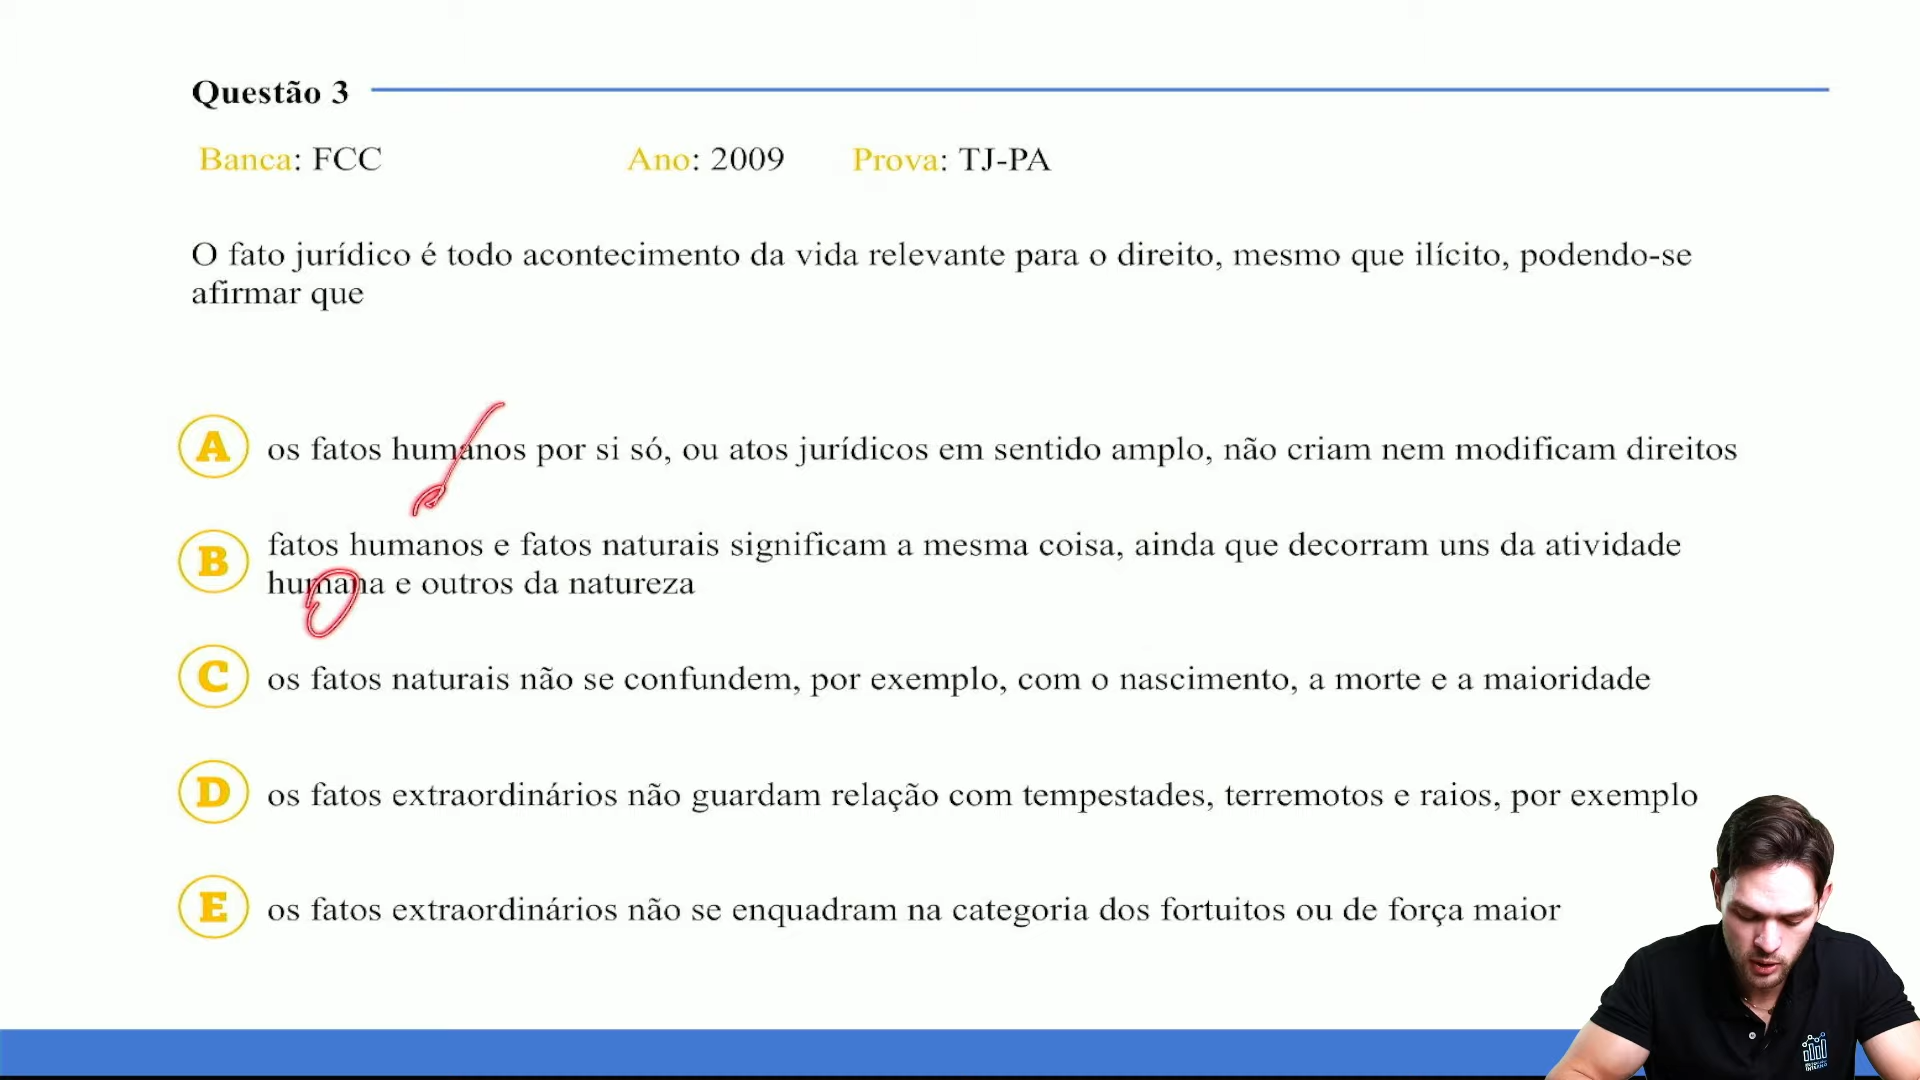 Questão 3
Banca: FCC Ano: 2009 Prova: TJ-PA
O fato jurídico é todo acontecimento da vida relevante para o direito, mesmo que ilícito, podendo-se
afirmar que
A os fatos humanos por si só, ou atos jurídicos em sentido amplo, não criam nem modificam direitos
B fatos humanos e fatos naturais significam a mesma coisa, ainda que decorram uns da atividade
humana e outros da natureza
C os fatos naturais não se confundem, por exemplo, com o nascimento, a morte e a maioridade
D os fatos extraordinários não guardam relação com tempestades, terremotos e raios, por exemplo
E os fatos extraordinários não se enquadram na categoria dos fortuitos ou de força maior